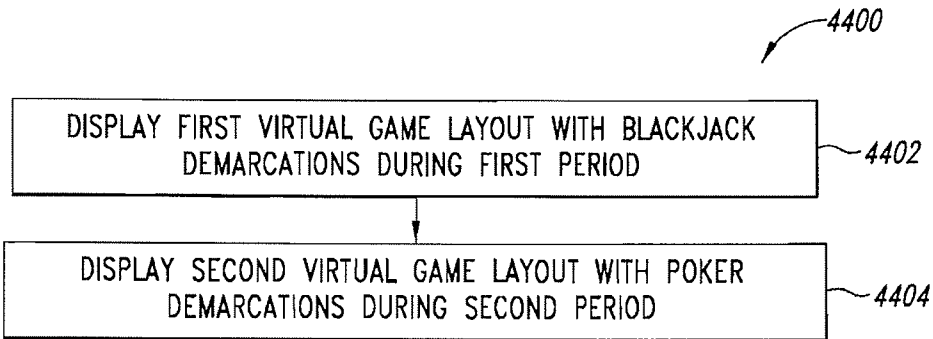 4400
DISPLAY FIRST VIRTUAL GAME LAYOUT WITH BLACKJACK
DEMARCATIONS DURING FIRST PERIOD
4402
DISPLAY SECOND VIRTUAL GAME LAYOUT WITH POKER
DEMARCATIONS DURING SECOND PERIOD
4404